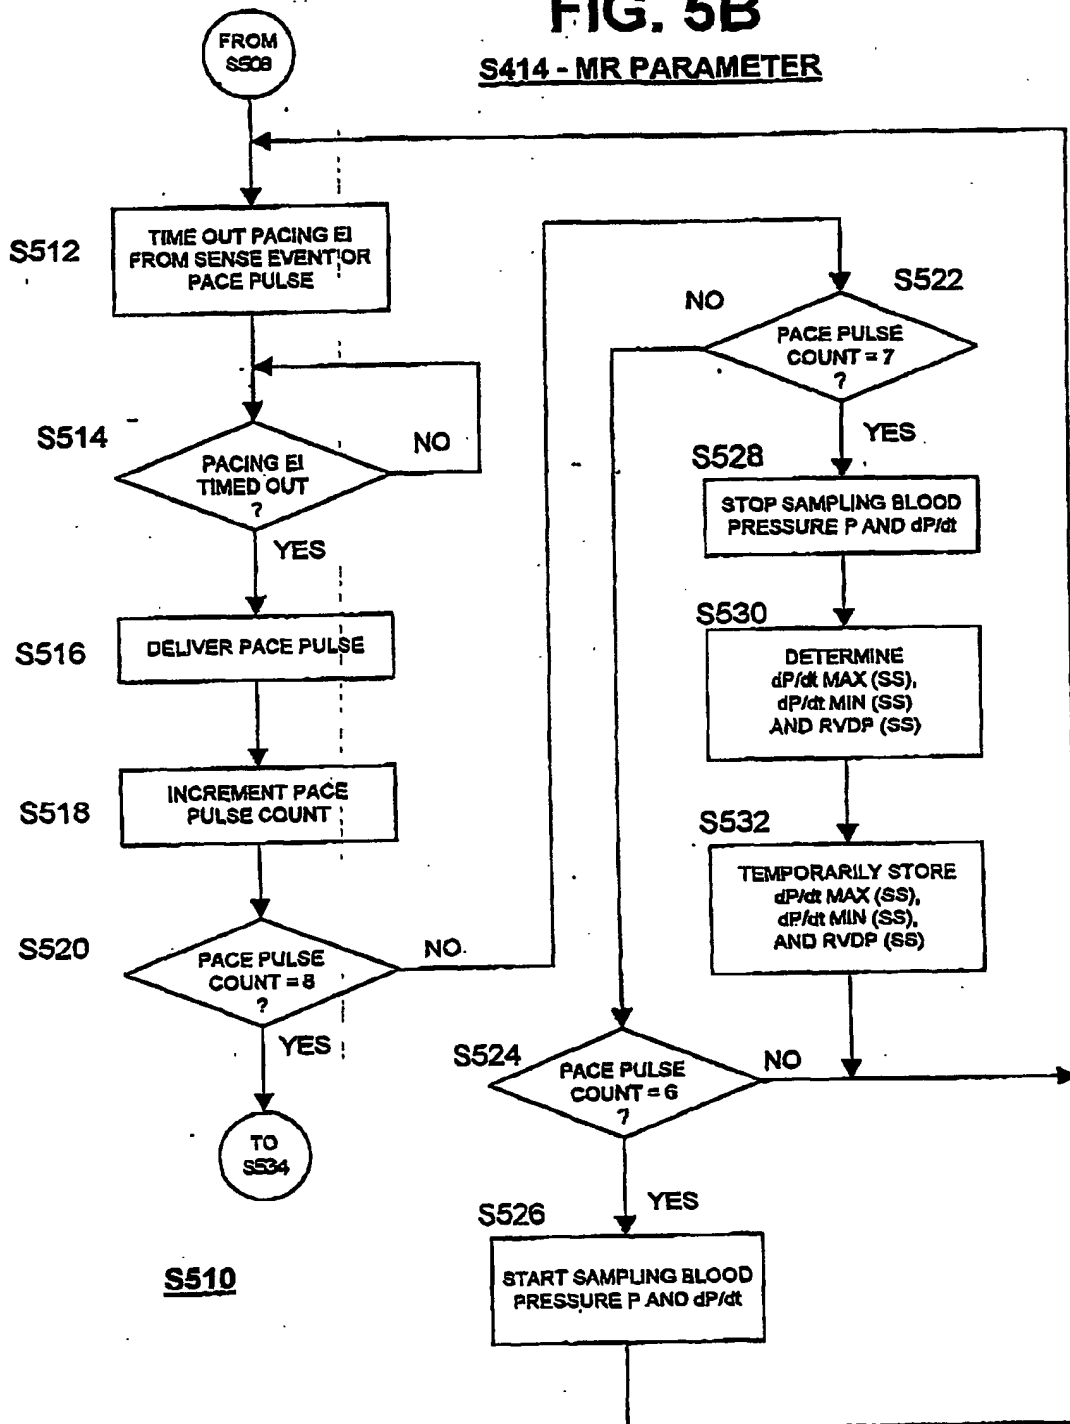 FIG. 5B
S414 - MR PARAMETER
FROM
S508
S512
TIME OUT PACING EI
FROM SENSE EVENT OR
PACE PULSE
S514
PACING EI
TIMED OUT
?
NO
YES
S516
DELIVER PACE PULSE
S518
INCREMENT PACE
PULSE COUNT
S520
PACE PULSE
COUNT = 8
?
NO
YES
TO
S534
S510
S522
NO
PACE PULSE
COUNT = 7
?
YES
S528
STOP SAMPLING BLOOD
PRESSURE P AND dP/dt
S530
DETERMINE
dP/dt MAX (SS),
dP/dt MIN (SS)
AND RVDP (SS)
S532
TEMPORARILY STORE
dP/dt MAX (SS),
dP/dt MIN (SS),
AND RVDP (SS)
S524
PACE PULSE
COUNT = 6
?
NO
YES
S526
START SAMPLING BLOOD
PRESSURE P AND dP/dt